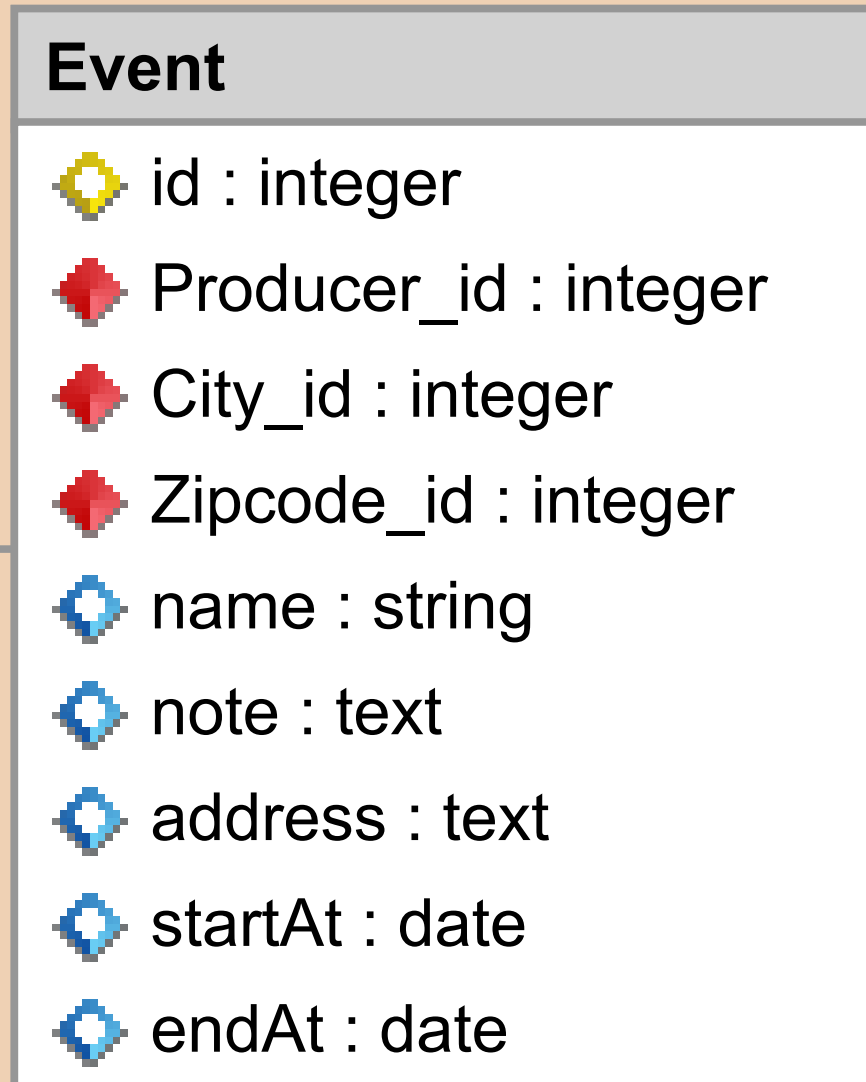 Event
id : integer
Producer_id : integer
City_id : integer
Zipcode_id : integer
name : string
note : text
address : text
startAt : date
endAt : date